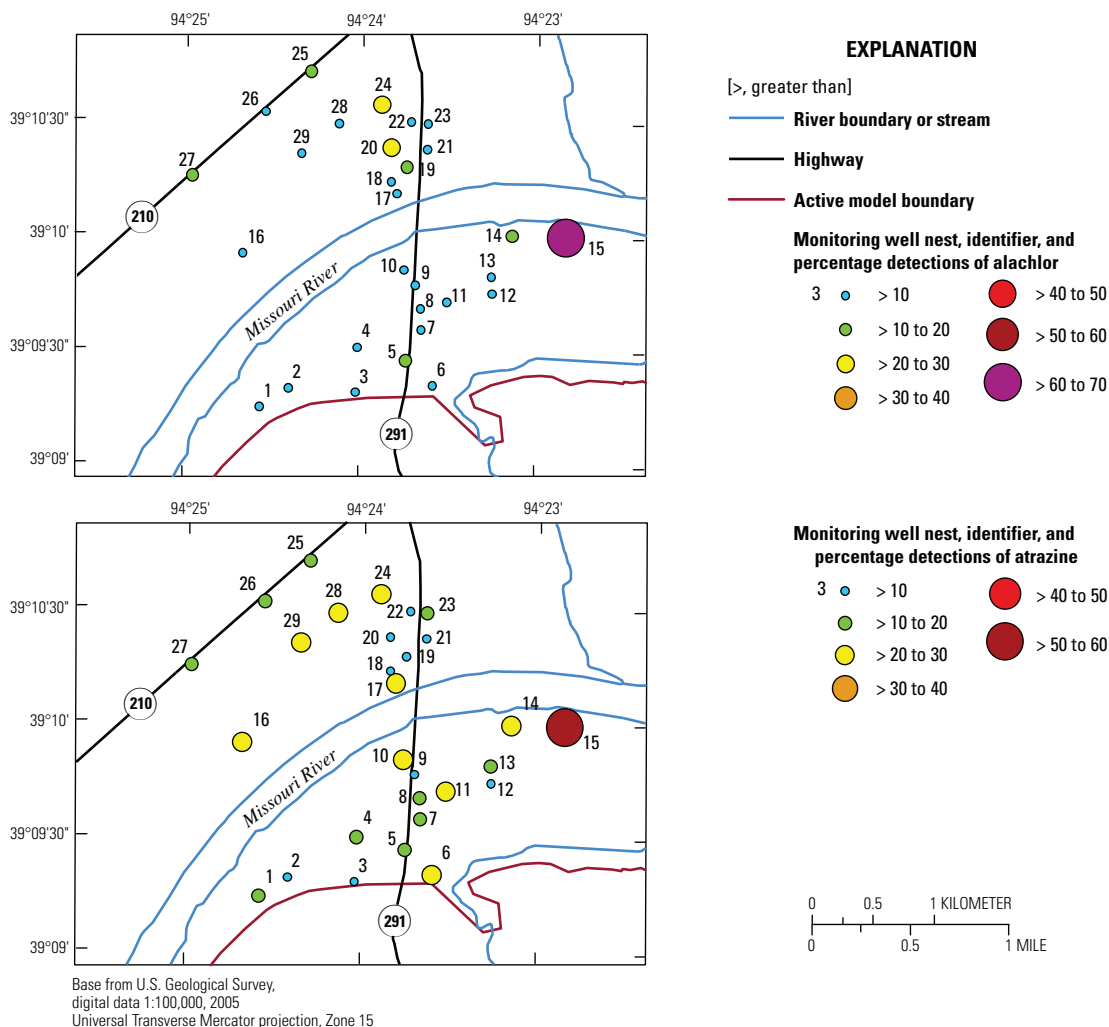 94°25' 94°24' 94°23'
25
24
26
28 22 23
39°10'30"
29 20 21
27 18 19
17
210
39°10'
16 14 15
Missouri River
10 9 13
8 11 12
7
4
39°09'30"
5
2 3 6
1
291
39°09'
EXPLANATION
[>, greater than]
River boundary or stream
Highway
Active model boundary
Monitoring well nest, identifier, and
percentage detections of alachlor
3 > 10 > 40 to 50
> 10 to 20 > 50 to 60
> 20 to 30
> 30 to 40 > 60 to 70
94°25' 94°24' 94°23'
25
24
26 28
22 23
39°10'30"
29 20 21
27 18 19
17
210
39°10'
16 14
15
Missouri River
10 9 13
11 12
8
7
4
39°09'30"
5
2 3 6
1
291
39°09'
Monitoring well nest, identifier, and
percentage detections of atrazine
3 > 10 > 40 to 50
> 10 to 20
> 20 to 30 > 50 to 60
> 30 to 40
0 0.5 1 KILOMETER
0 0.5 1 MILE
Base from U.S. Geological Survey,
digital data 1:100,000, 2005
Universal Transverse Mercator projection, Zone 15